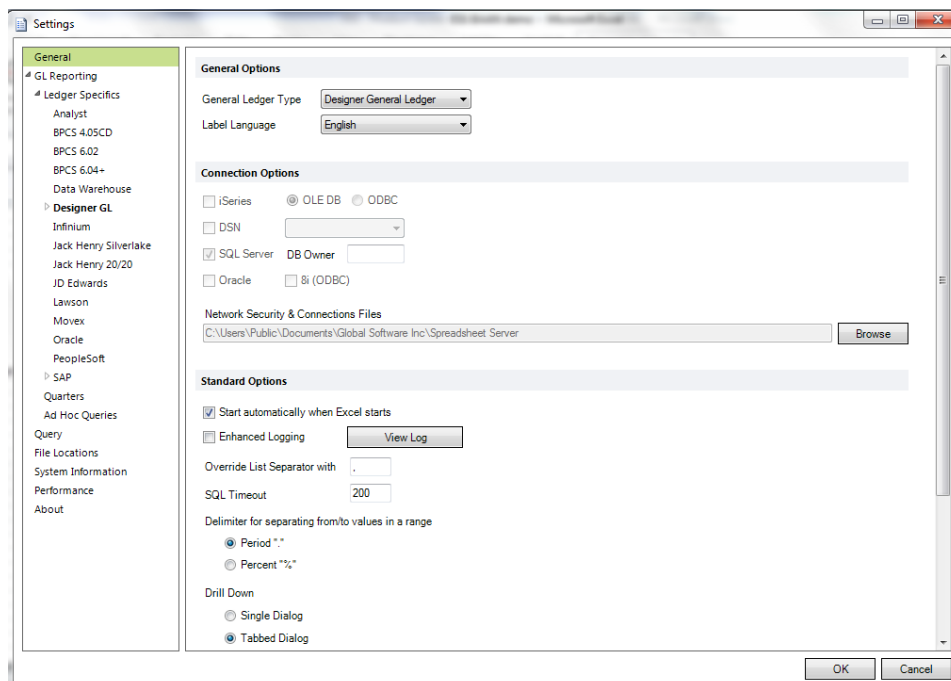 Settings
General
GL Reporting
Ledger Specifics
Analyst
BPCS 4.05CD
BPCS 6.02
BPCS 6.04+
Data Warehouse
Designer GL
Infinium
Jack Henry Silverlake
Jack Henry 20/20
JD Edwards
Lawson
Movex
Oracle
PeopleSoft
SAP
Quarters
Ad Hoc Queries
Query
File Locations
System Information
Performance
About
General Options
General Ledger Type Designer General Ledger
Label Language English
Connection Options
iSeries OLE DB ODBC
DSN
SQL Server DB Owner
Oracle 8i (ODBC)
Network Security & Connections Files
C:\Users\Public\Documents\Global Software Inc\Spreadsheet Server Browse
Standard Options
Start automatically when Excel starts
Enhanced Logging View Log
Override List Separator with
SQL Timeout 200
Delimiter for separating from/to values in a range
Period "."
Percent "%"
Drill Down
Single Dialog
Tabbed Dialog
OK Cancel